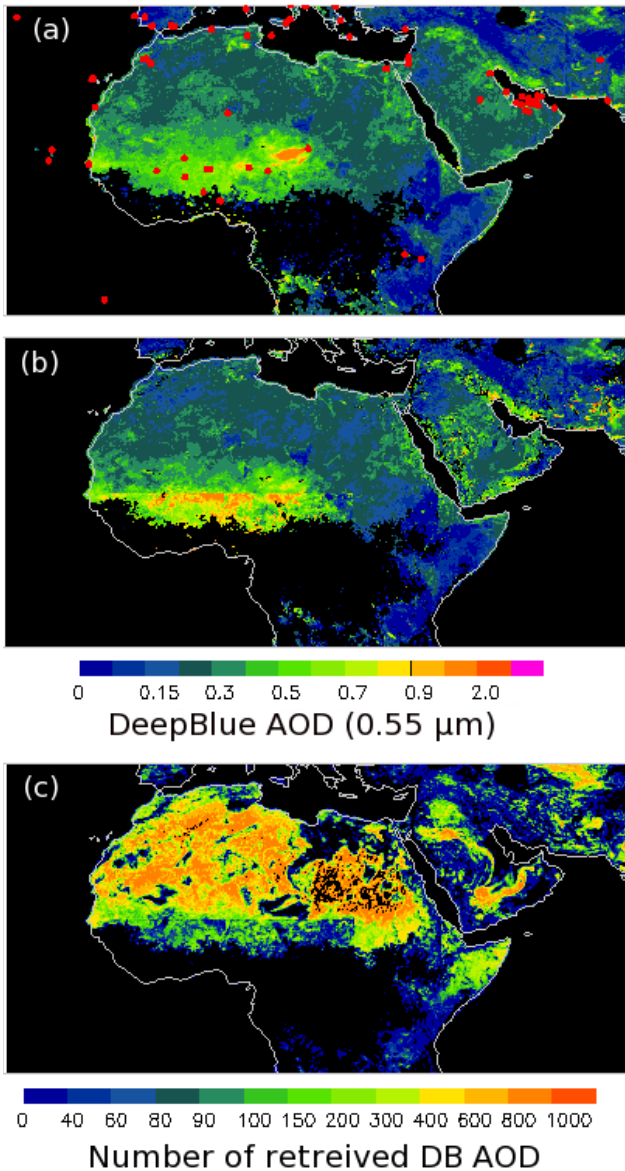 (a)
(b)
0 0.15 0.3 0.5 0.7 0.9 2.0
DeepBlue AOD (0.55 µm)
(c)
0 40 60 80 90 100 150 200 300 400 600 800 1000
Number of retreived DB AOD